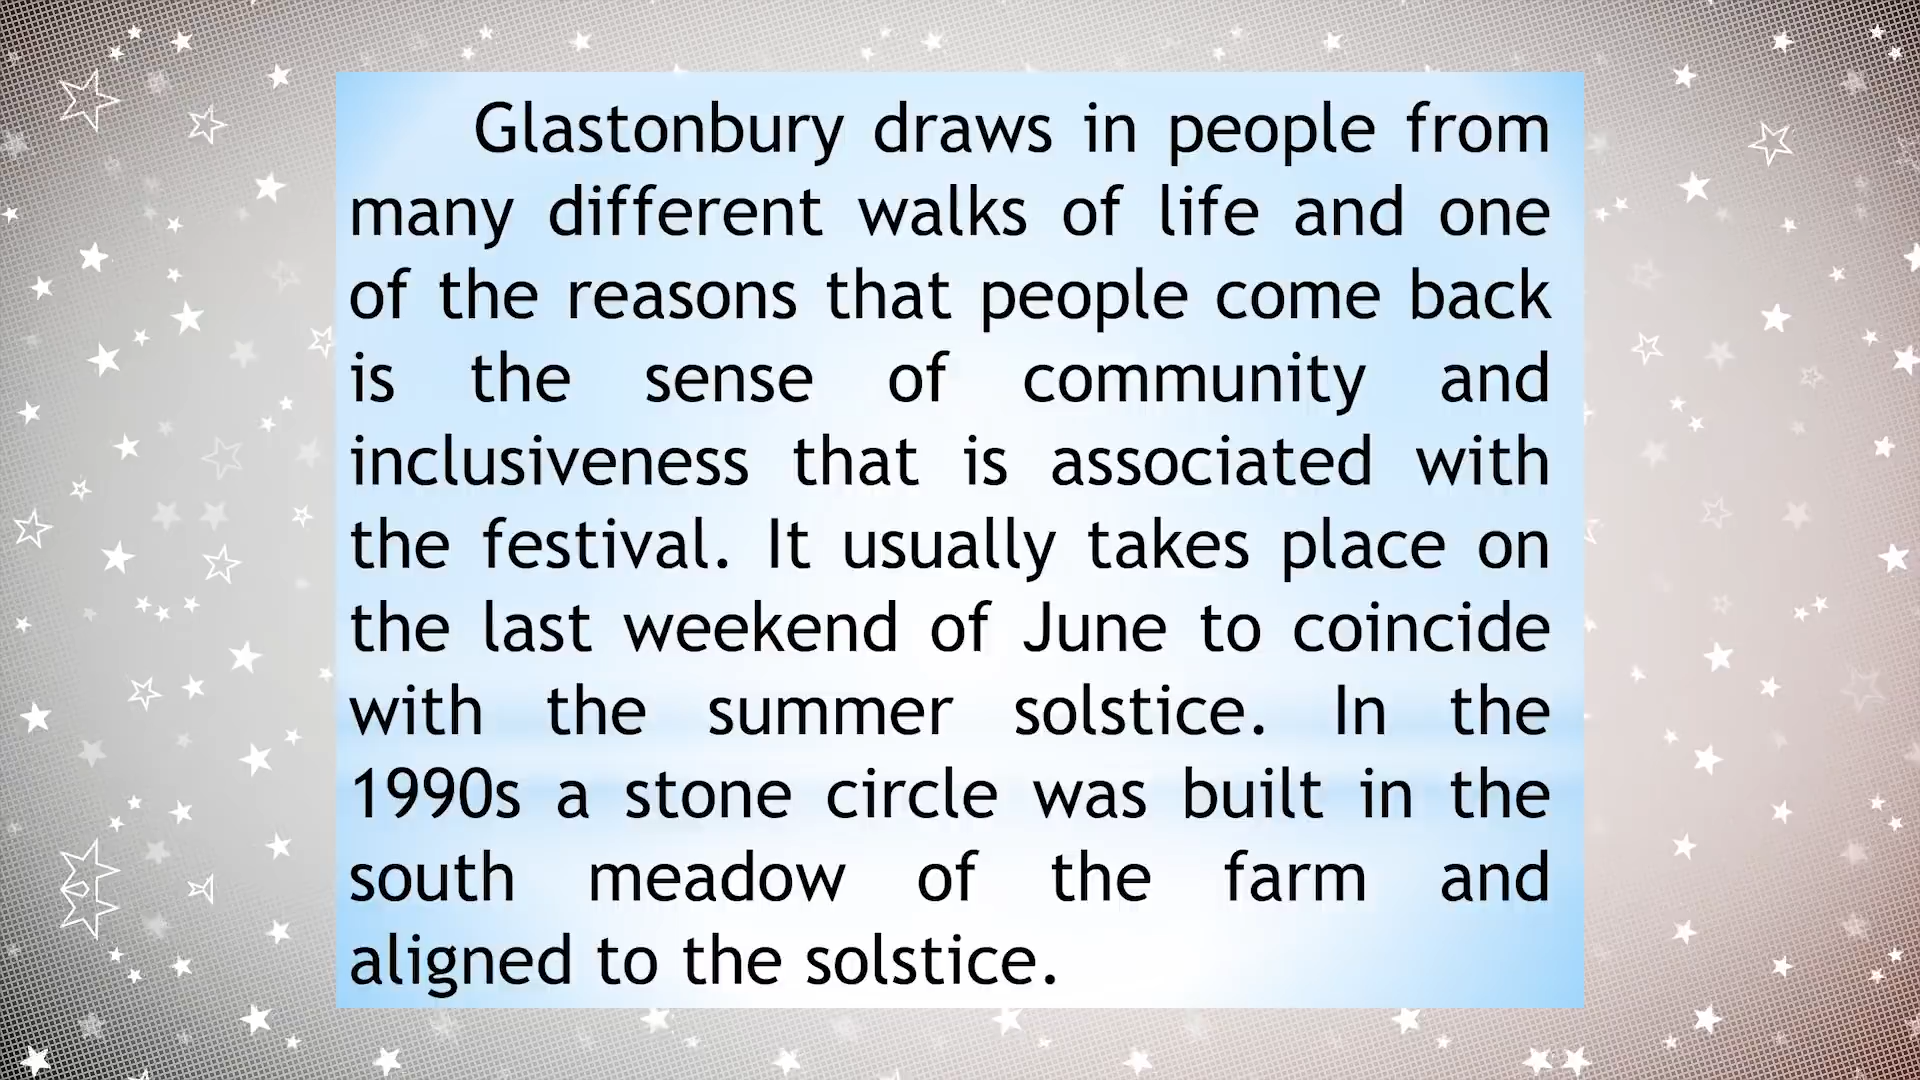 Glastonbury draws in people from
many different walks of life and one
of the reasons that people come back
is the sense of community and
inclusiveness that is associated with
the festival. It usually takes place on
the last weekend of June to coincide
with the summer solstice. In the
1990s a stone circle was built in the
south meadow of the farm and
aligned to the solstice.